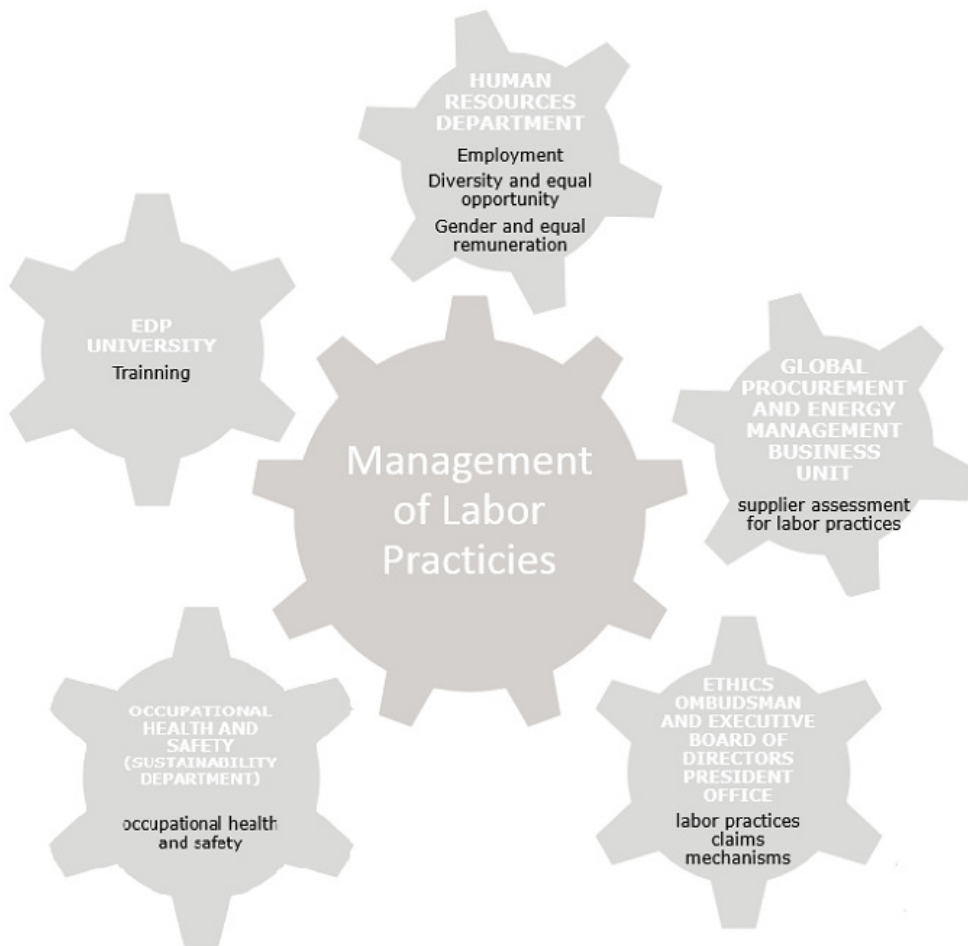 HUMAN
RESOURCES
DEPARTMENT
Employment
Diversity and equal
opportunity
Gender and equal
remuneration
EDP
UNIVERSITY
Trainning
GLOBAL
PROCUREMENT
AND ENERGY
MANAGEMENT
BUSINESS
UNIT
supplier assessment
for labor practices
Management
of Labor
Practicies
OCCUPATIONAL
HEALTH AND
SAFETY
(SUSTAINABILITY
DEPARTMENT)
occupational health
and safety
ETHICS
OMBUDSMAN
AND EXECUTIVE
BOARD OF
DIRECTORS
PRESIDENT
OFFICE
labor practices
claims
mechanisms